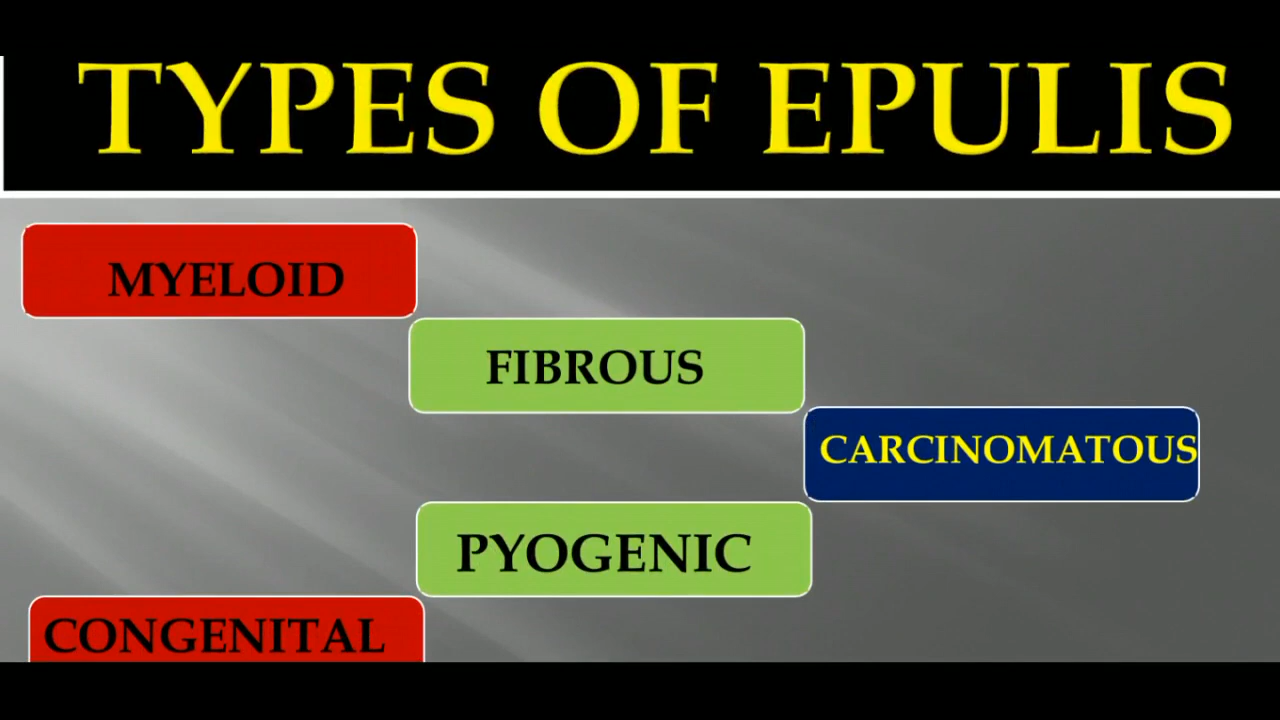 TYPES OF EPULIS
MYELOID
FIBROUS
CARCINOMATOUS
PYOGENIC
CONGENITAL